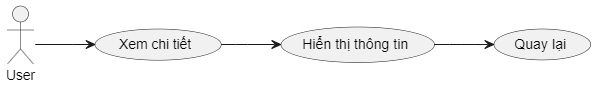 Xem chi tiết
Hiển thị thông tin
Quay lại
User